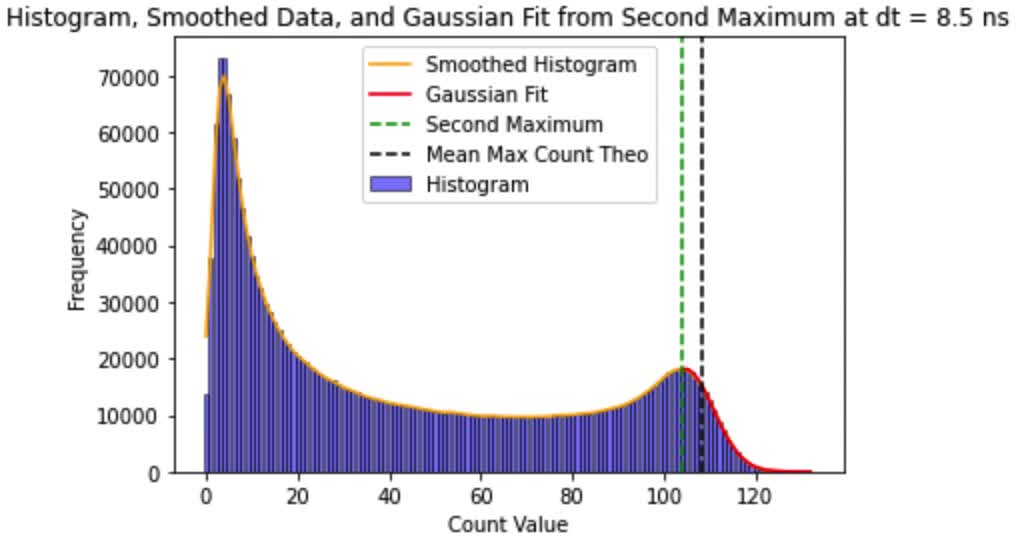 Histogram, Smoothed Data, and Gaussian Fit from Second Maximum at dt = 8.5 ns
Smoothed Histogram
Gaussian Fit
Second Maximum
Mean Max Count Theo
Histogram
Frequency
70000
60000
50000
40000
30000
20000
10000
0
0 20 40 60 80 100 120
Count Value